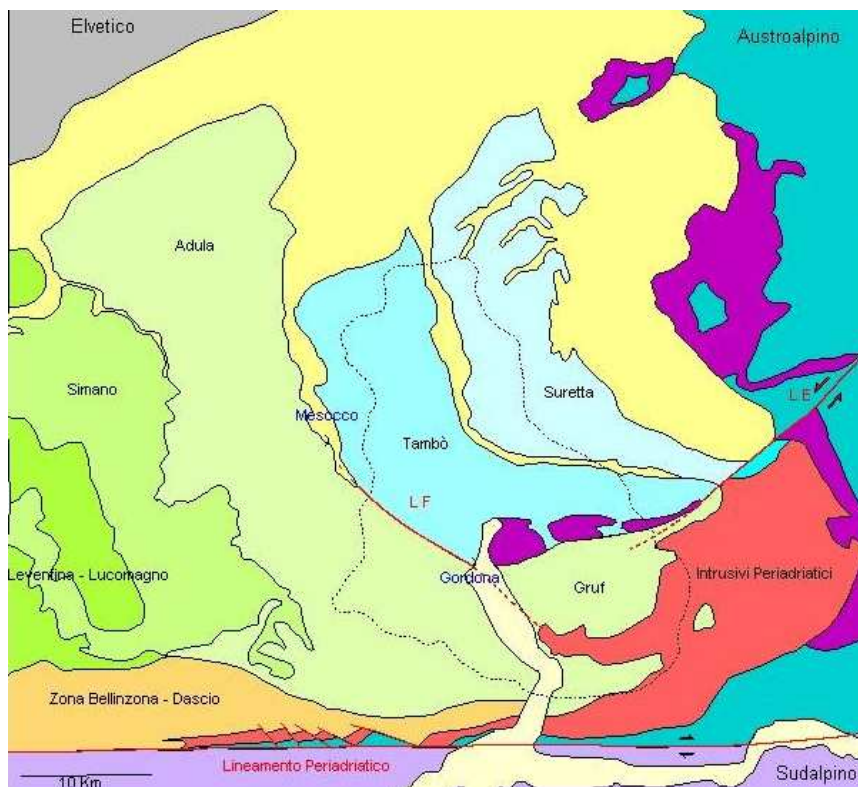 Elvetico
Austroalpino
Adula
Simano
Suretta
L.E
Mesocco
Tambò
L.F
Leventina - Lucomagno
Gordona
Gruf
Intrusivi Periadriatici
Zona Bellinzona - Dascio
Lineamento Periadriatico
10 Km
Sudalpino